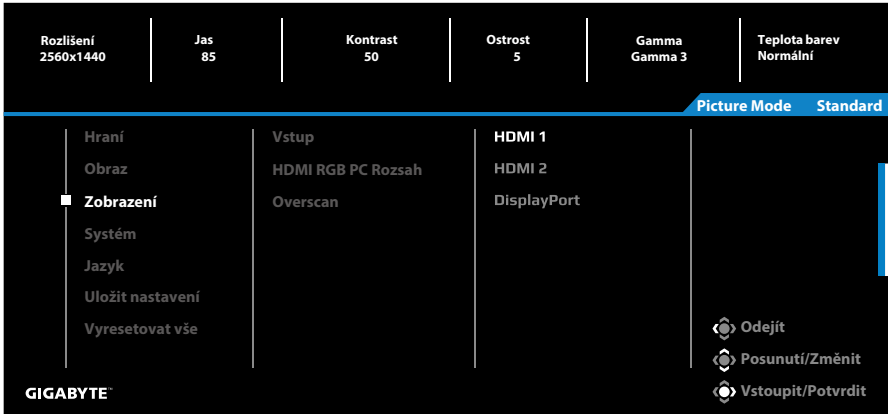 Rozlišení
2560x1440
Jas
85
Kontrast
50
Ostrost
5
Gamma
Gamma 3
Teplota barev
Normální
Picture Mode Standard
Hraní
Obraz
Zobrazení
Systém
Jazyk
Uložit nastavení
Vyresetovat vše
Vstup
HDMI RGB PC Rozsah
Overscan
HDMI 1
HDMI 2
DisplayPort
Odejít
Posunutí/Změnit
Vstoupit/Potvrdit
GIGABYTE™